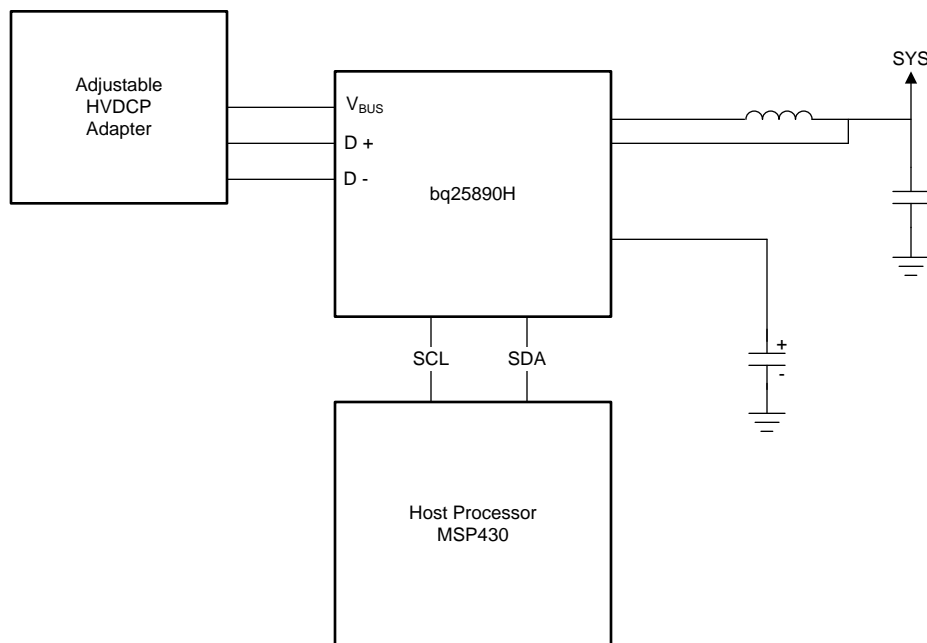 Adjustable
HVDCP
Adapter
VBUS
D +
D -
bq25890H
SYS
+
-
SCL
SDA
Host Processor
MSP430